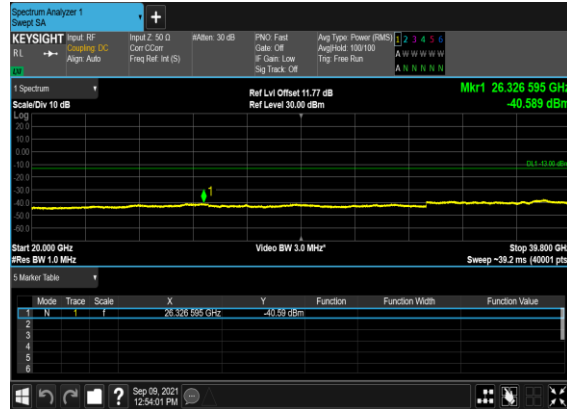 Spectrum Analyzer 1
Swept SA
+
KEYSIGHT Input: RF Input Z: 50 Ω #Atten: 30 dB PNO: Fast Avg Type: Power (RMS) 1 2 3 4 5 6
RL Coupling: DC Corr CCorr Gate: Off Avg|Hold: 100/100 A W W W W W
Align: Auto Freq Ref: Int (S) IF Gain: Low Trig: Free Run
Sig Track: Off A N N N N N
1 Spectrum
Ref Lvl Offset 11.77 dB Mkr1 26.326 595 GHz
Scale/Div 10 dB Ref Level 30.00 dBm -40.589 dBm
Log
20.0
10.0
0.00
-10.0 DL1 -13.00 dBm
-20.0
-30.0
1
-40.0
-50.0
-60.0
Start 20.000 GHz Video BW 3.0 MHz* Stop 39.800 GHz
#Res BW 1.0 MHz Sweep ~39.2 ms (40001 pts)
5 Marker Table
Mode Trace Scale X Y Function Function Width Function Value
1 N 1 f 26.326 595 GHz -40.59 dBm
2
3
4
5
6
? Sep 09, 2021
12:54:01 PM